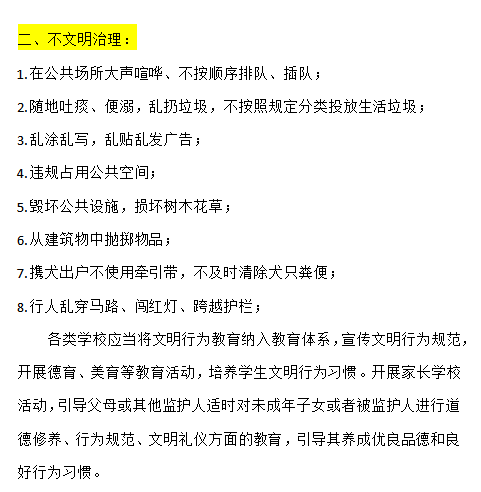 二、不文明治理：
1.在公共场所大声喧哗、不按顺序排队、插队；
2.随地吐痰、便溺，乱扔垃圾，不按照规定分类投放生活垃圾；
3.乱涂乱写，乱贴乱发广告；
4.违规占用公共空间；
5.毁坏公共设施，损坏树木花草；
6.从建筑物中抛掷物品；
7.携犬出户不使用牵引带，不及时清除犬只粪便；
8.行人乱穿马路、闯红灯、跨越护栏；
各类学校应当将文明行为教育纳入教育体系，宣传文明行为规范，
开展德育、美育等教育活动，培养学生文明行为习惯。开展家长学校
活动，引导父母或其他监护人适时对未成年子女或者被监护人进行道
德修养、行为规范、文明礼仪方面的教育，引导其养成优良品德和良
好行为习惯。